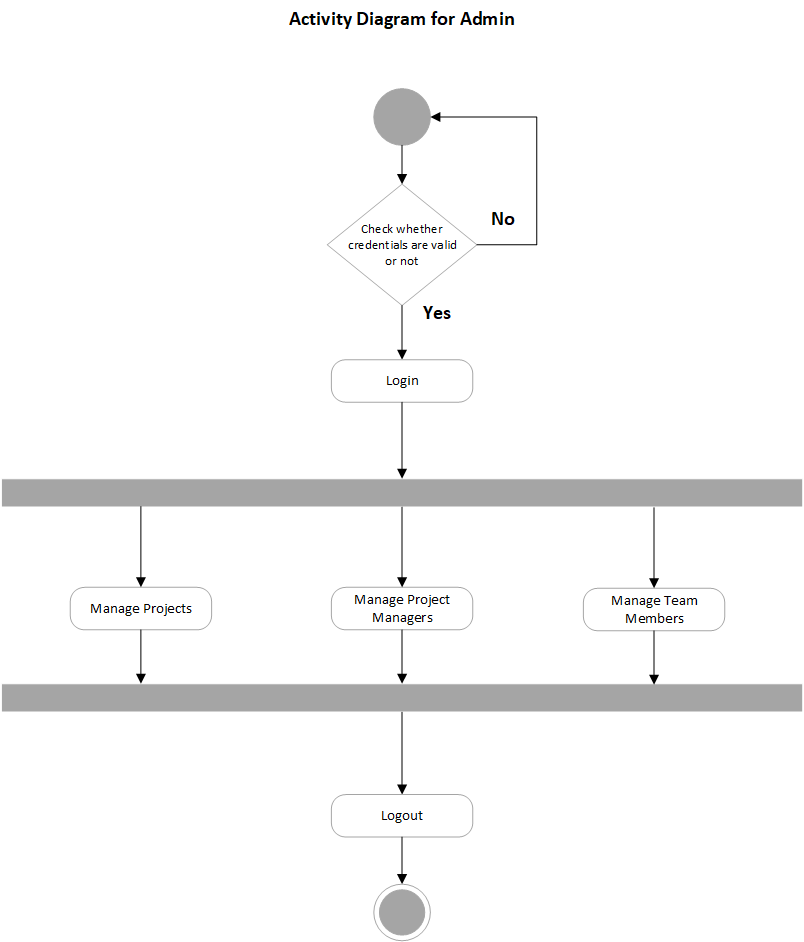 Activity Diagram for Admin
Check whether
credentials are valid
or not
No
Yes
Login
Manage Projects
Manage Project
Managers
Manage Team
Members
Logout